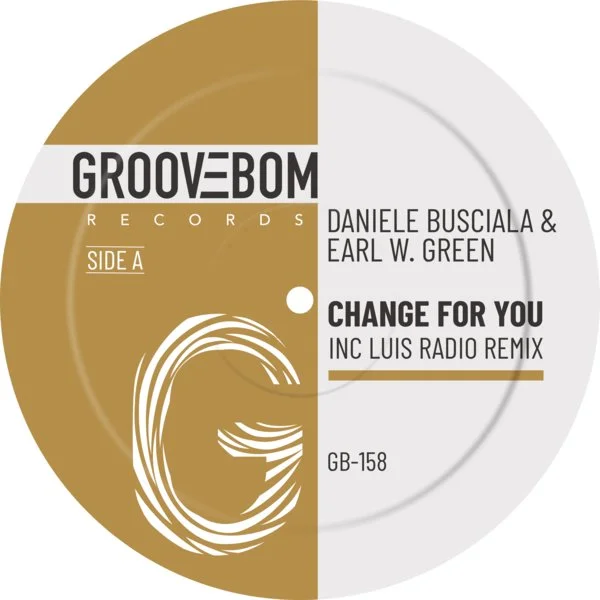 GROOVEBOM
RECORDS
SIDE A
G
DANIELE BUSCIALA &
EARL W. GREEN
CHANGE FOR YOU
INC LUIS RADIO REMIX
GB-158